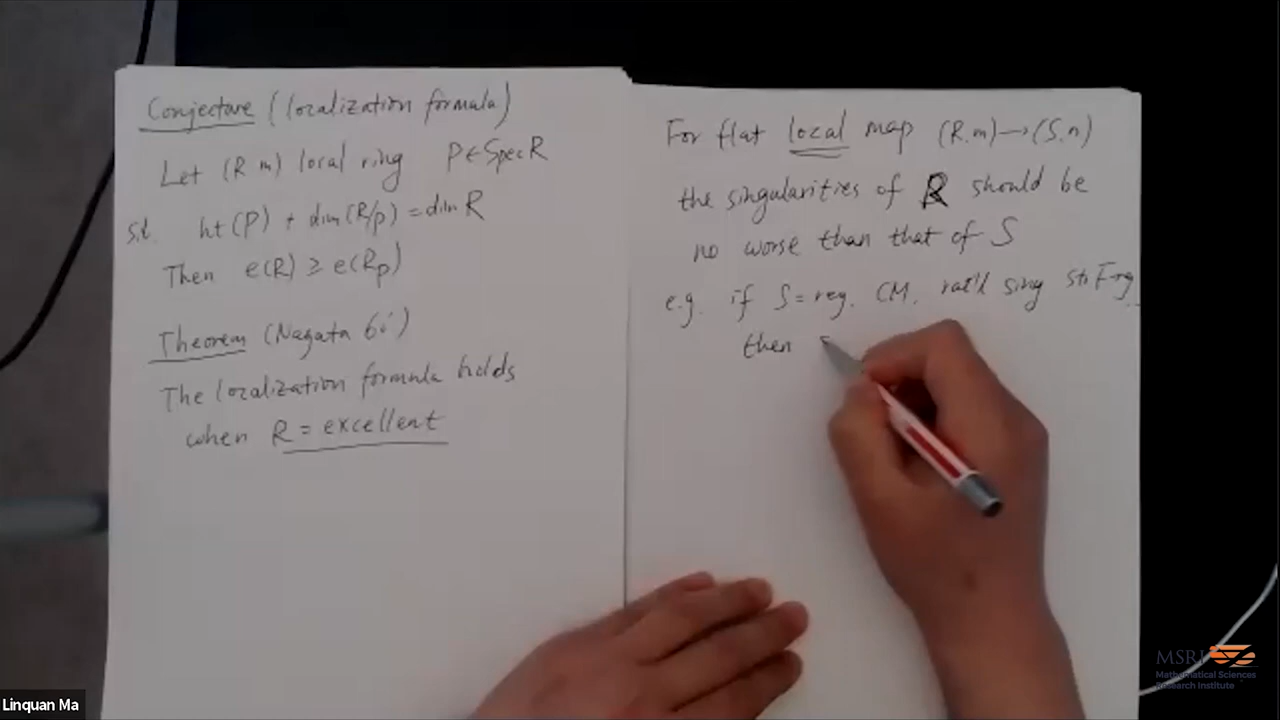 Conjecture (localization formula)
Let (R m) local ring P∈Spec R
s.t. ht(P) + dim(R/p) = dim R
Then e(R) ≥ e(Rp)
Theorem (Nagata 60')
The localization formula holds
when R = excellent
For flat local map (R.m)→(S.n)
the singularities of R should be
no worse than that of S
e.g. if S = reg. CM. rat'l sing str F-reg.
then
Linquan Ma
MSRI
Mathematical Sciences
Research Institute